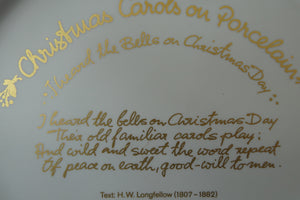 Christmas Carols on Porcelain
"I heard the Bells on Christmas Day"
I heard the bells on Christmas Day
Their old familiar carols play:
And wild and sweet the word repeat
Of peace on earth, good-will to men.
Text: H.W. Longfellow (1807 - 1882)